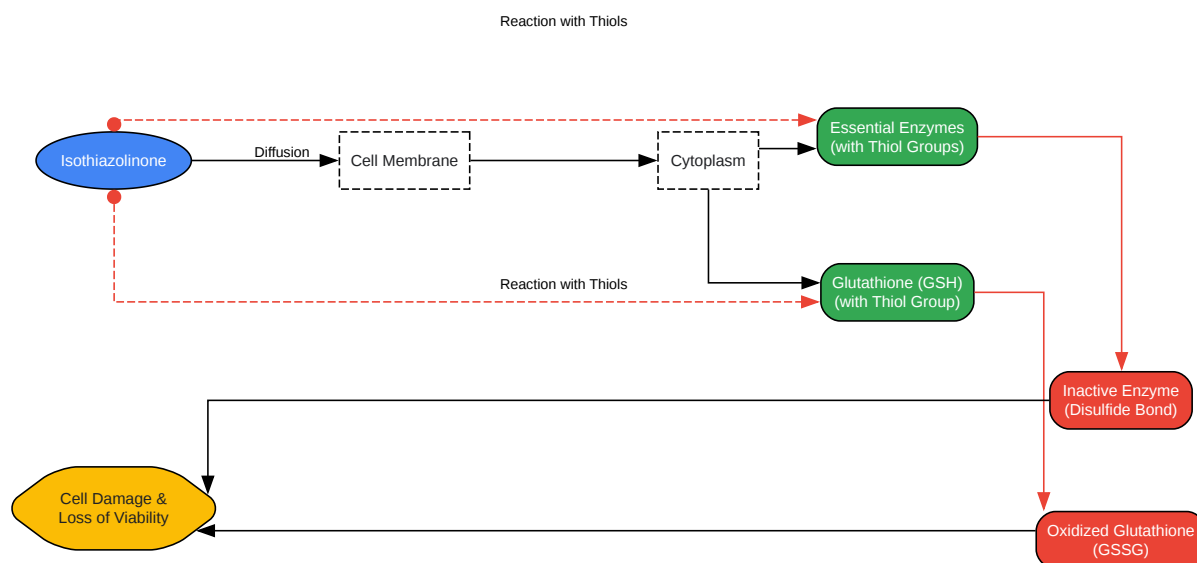 Reaction with Thiols
Essential Enzymes
(with Thiol Groups)
Isothiazolinone
Diffusion
Cell Membrane
Cytoplasm
Reaction with Thiols
Glutathione (GSH)
(with Thiol Group)
Inactive Enzyme
(Disulfide Bond)
Cell Damage &
Loss of Viability
Oxidized Glutathione
(GSSG)